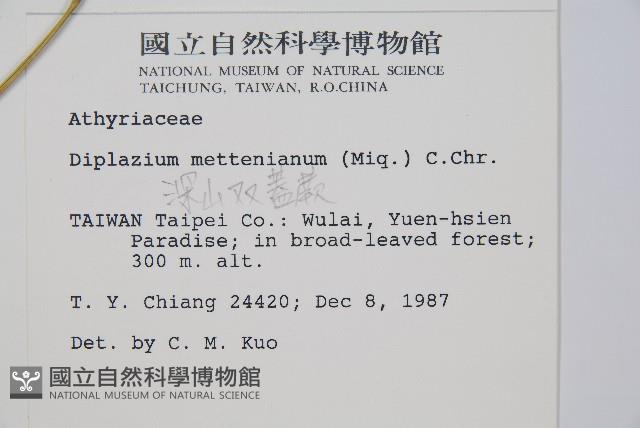 國立自然科學博物館
NATIONAL MUSEUM OF NATURAL SCIENCE
TAICHUNG, TAIWAN, R.O.CHINA
Athyriaceae
Diplazium mettenianum (Miq.) C.Chr.
深山双蓋蕨
TAIWAN Taipei Co.: Wulai, Yuen-hsien
Paradise; in broad-leaved forest;
300 m. alt.
T. Y. Chiang 24420; Dec 8, 1987
Det. by C. M. Kuo
國立自然科學博物館
NATIONAL MUSEUM OF NATURAL SCIENCE